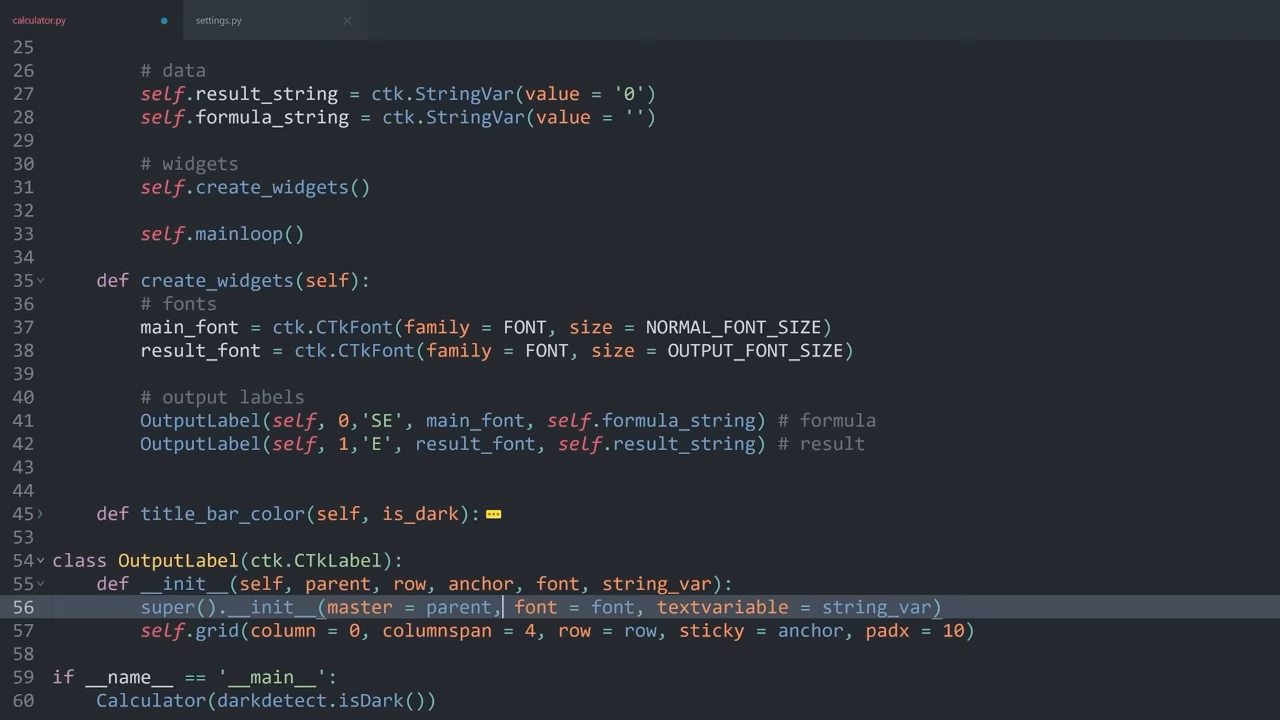 calculator.py
settings.py
25
26 # data
27 self.result_string = ctk.StringVar(value = '0')
28 self.formula_string = ctk.StringVar(value = '')
29
30 # widgets
31 self.create_widgets()
32
33 self.mainloop()
34
35 def create_widgets(self):
36 # fonts
37 main_font = ctk.CTkFont(family = FONT, size = NORMAL_FONT_SIZE)
38 result_font = ctk.CTkFont(family = FONT, size = OUTPUT_FONT_SIZE)
39
40 # output labels
41 OutputLabel(self, 0,'SE', main_font, self.formula_string) # formula
42 OutputLabel(self, 1,'E', result_font, self.result_string) # result
43
44
45 def title_bar_color(self, is_dark):
53
54 class OutputLabel(ctk.CTkLabel):
55 def __init__(self, parent, row, anchor, font, string_var):
56 super().__init__(master = parent, font = font, textvariable = string_var)
57 self.grid(column = 0, columnspan = 4, row = row, sticky = anchor, padx = 10)
58
59 if __name__ == '__main__':
60 Calculator(darkdetect.isDark())